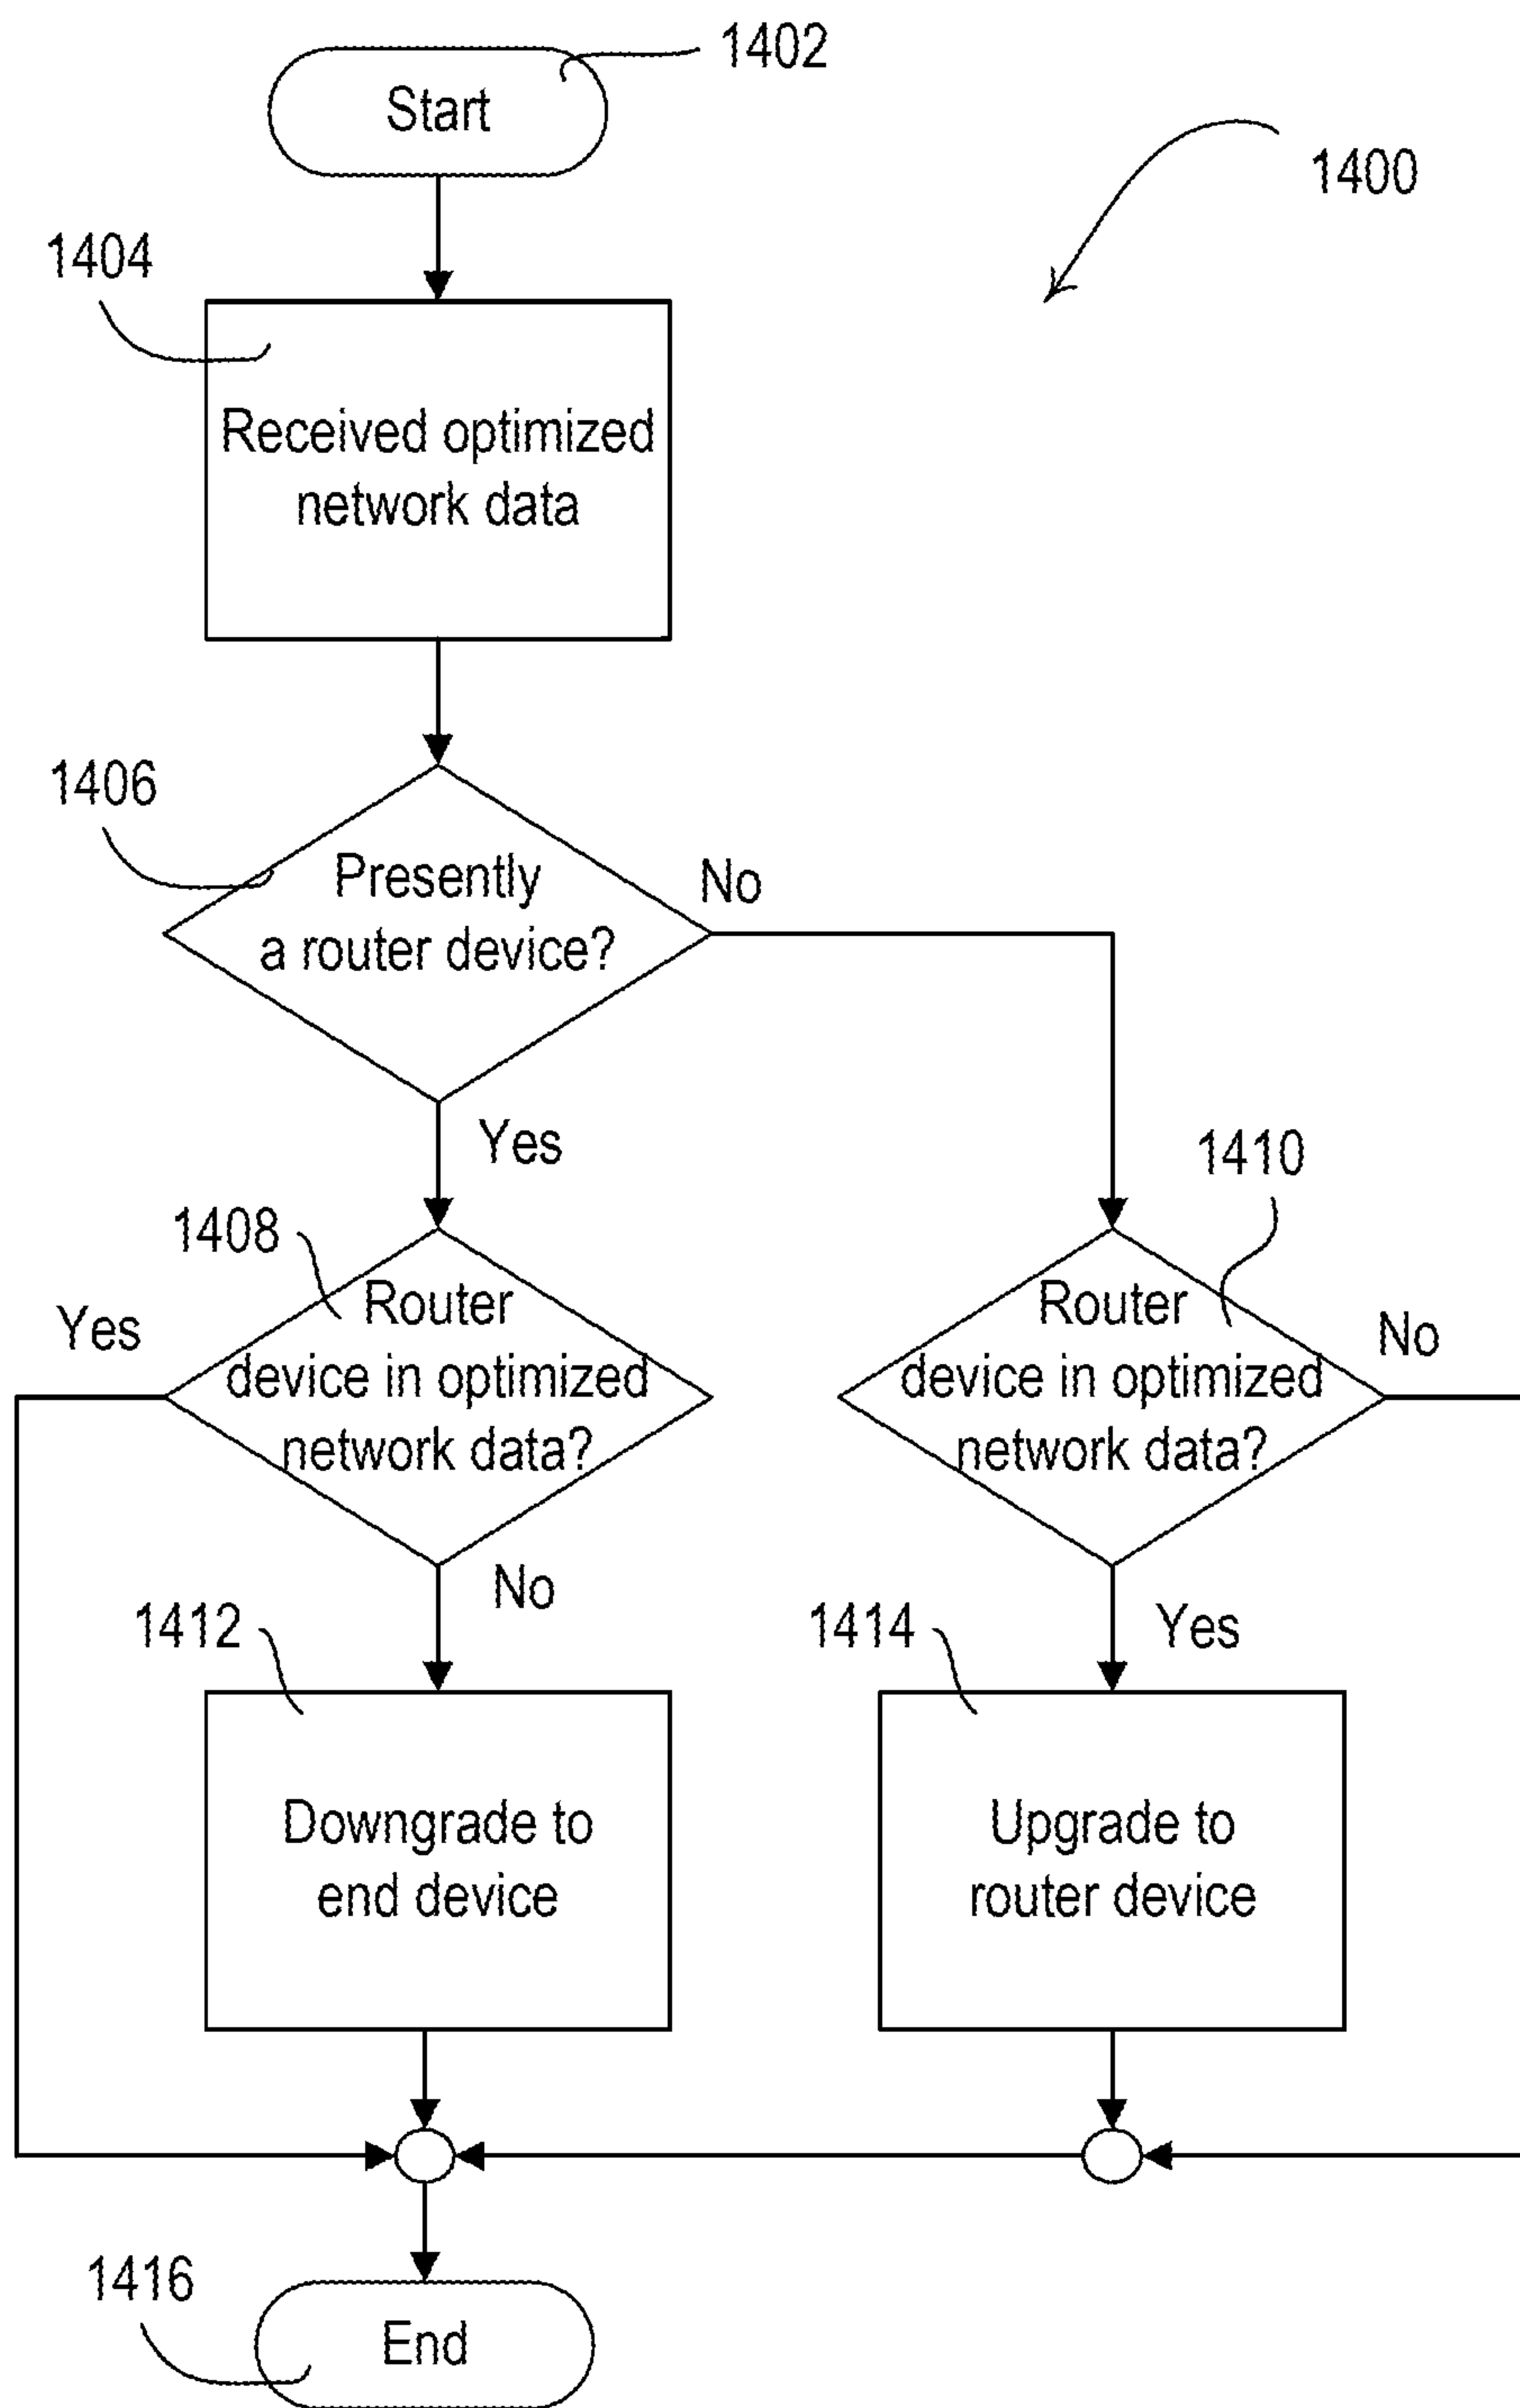 1402
Start
1400
1404
Received optimized
network data
1406
Presently
a router device?
No
Yes
1408
Router
device in optimized
network data?
Yes
No
1410
Router
device in optimized
network data?
No
Yes
1412
Downgrade to
end device
1414
Upgrade to
router device
1416
End